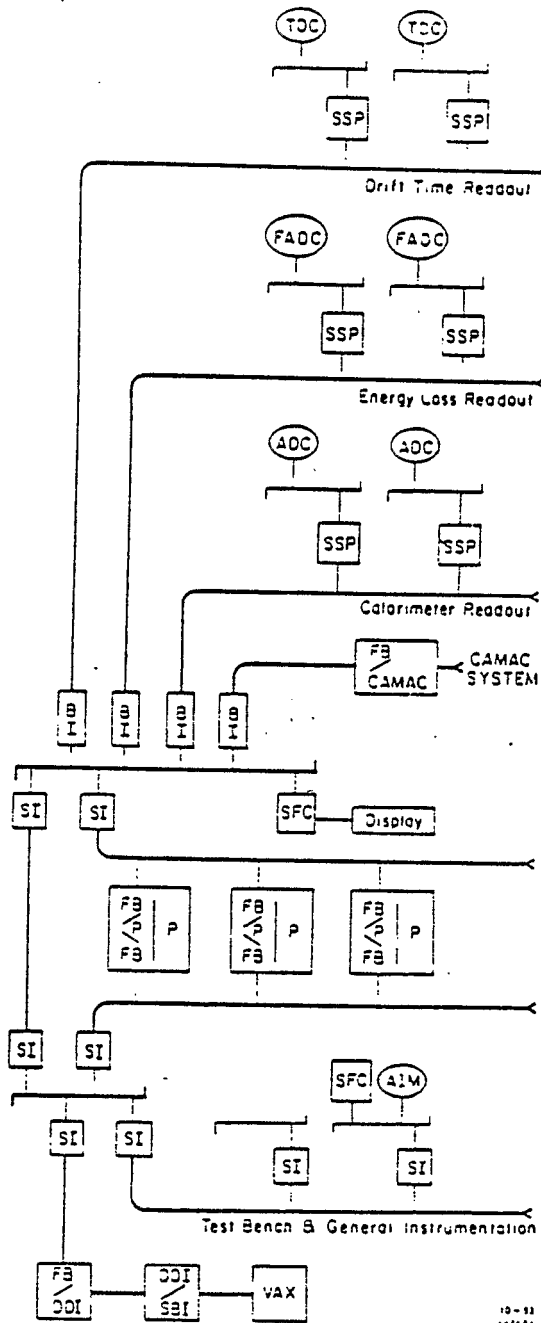 TDC TDC
SSP SSP
Drift Time Readout
FADC FADC
SSP SSP
Energy Loss Readout
ADC ADC
SSP SSP
Calorimeter Readout
FB / CAMAC
CAMAC SYSTEM
BI BI BI BI
SI SI SFC Display
FB / P / FB P
FB / P / FB P
FB / P / FB P
SI SI
SFC AIM
SI SI SI SI
Test Bench & General Instrumentation
FB / DDI
DDI / SBI
VAX